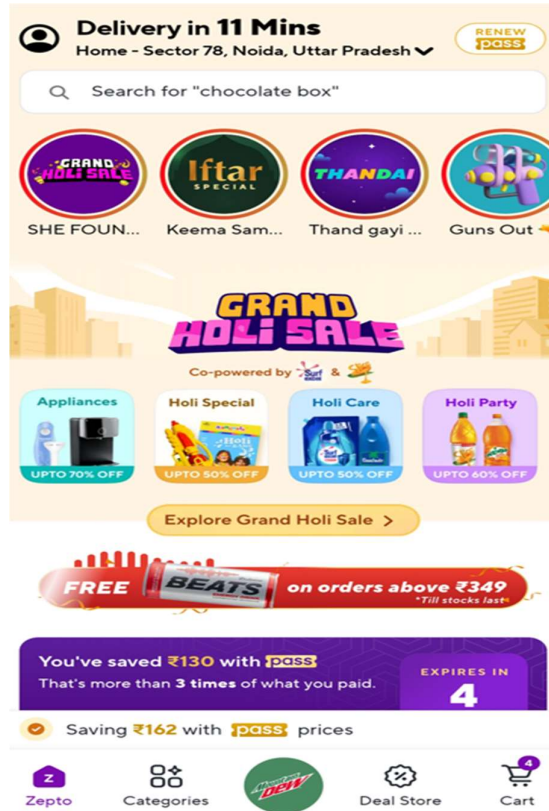 Delivery in 11 Mins
Home - Sector 78, Noida, Uttar Pradesh
RENEW
pass
Search for "chocolate box"
GRAND
HOLi SALE
Iftar
SPECIAL
THANDAI
SHE FOUN...
Keema Sam...
Thand gayi ...
Guns Out
GRAND
HOLi SALE
Co-powered by Surf &
Appliances
Holi Special
Holi Care
Holi Party
UPTO 70% OFF
UPTO 50% OFF
UPTO 50% OFF
UPTO 60% OFF
Explore Grand Holi Sale >
FREE BEATS on orders above ₹349
*Till stocks last
You've saved ₹130 with pass
That's more than 3 times of what you paid.
EXPIRES IN
4
Saving ₹162 with pass prices
Z
Zepto
Categories
Mountain
DEW
Deal Store
4
Cart